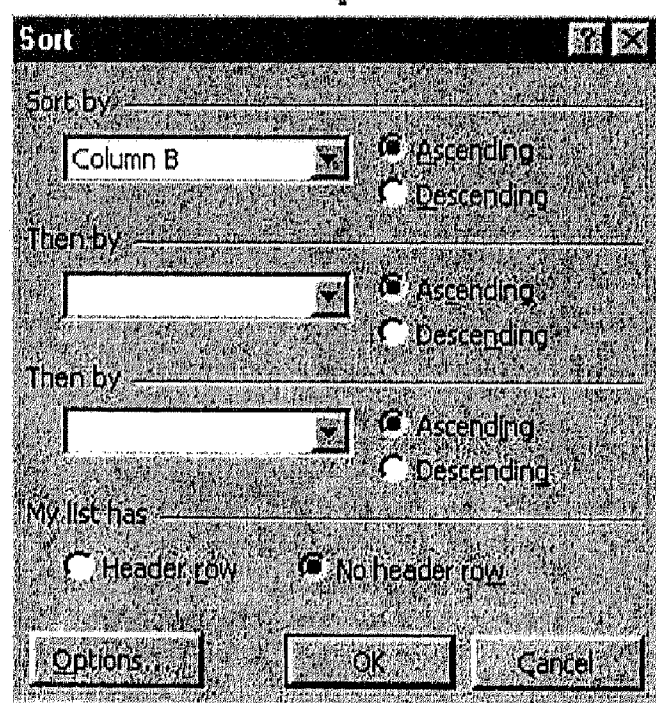 Sort
Sort by
Column B
Ascending
Descending
Then by
Ascending
Descending
Then by
Ascending
Descending
My list has
Header row
No header row
Options...
OK
Cancel